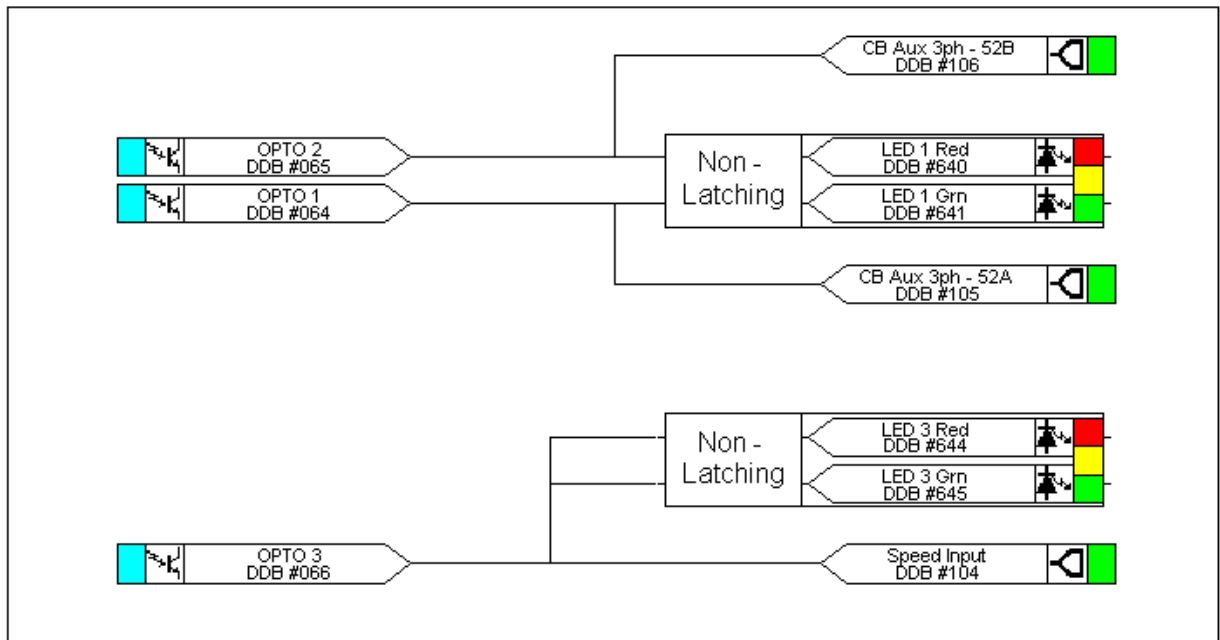 CB Aux 3ph - 52B
DDB #106
OPTO 2
DDB #065
Non -
Latching
LED 1 Red
DDB #640
OPTO 1
DDB #064
LED 1 Grn
DDB #641
CB Aux 3ph - 52A
DDB #105
Non -
Latching
LED 3 Red
DDB #644
LED 3 Grn
DDB #645
OPTO 3
DDB #066
Speed Input
DDB #104